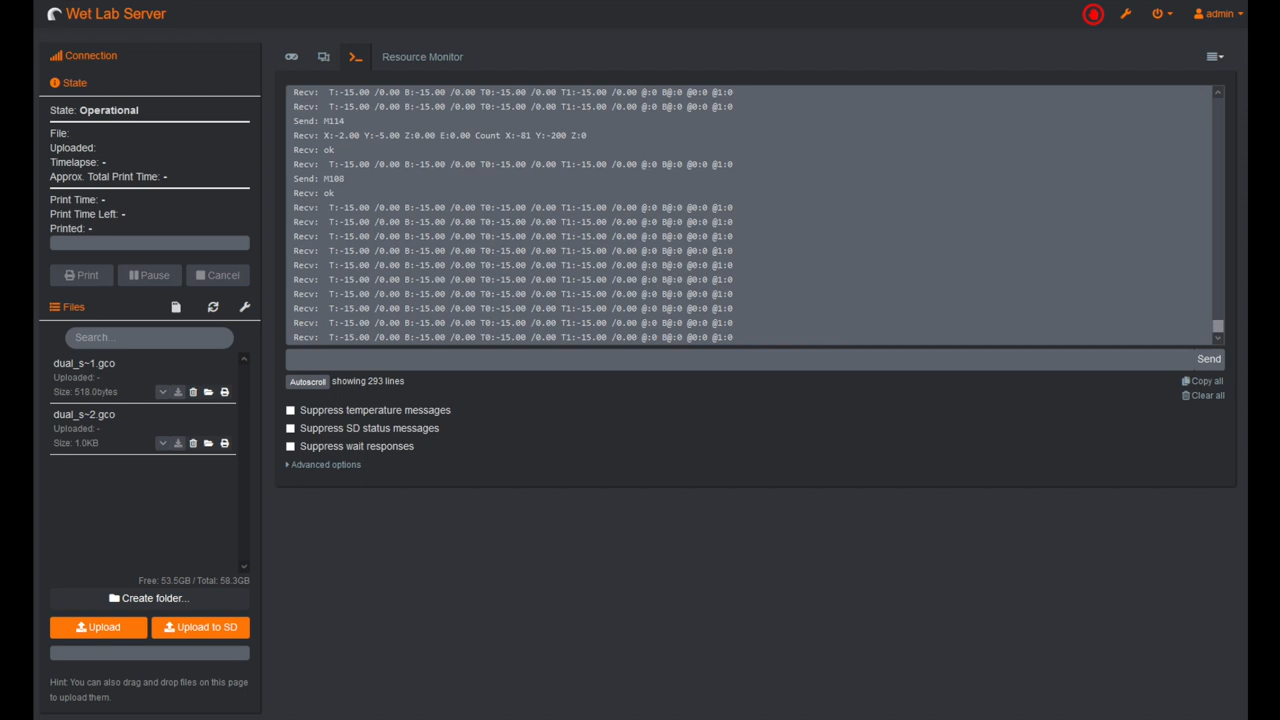 Wet Lab Server
admin
Connection
State
State: Operational
File:
Uploaded:
Timelapse: -
Approx. Total Print Time: -
Print Time: -
Print Time Left: -
Printed: -
Print
Pause
Cancel
Files
Search...
dual_s~1.gco
Uploaded: -
Size: 518.0bytes
dual_s~2.gco
Uploaded: -
Size: 1.0KB
Free: 53.5GB / Total: 58.3GB
Create folder...
Upload
Upload to SD
Hint: You can also drag and drop files on this page
to upload them.
Resource Monitor
Recv:  T:-15.00 /0.00 B:-15.00 /0.00 T0:-15.00 /0.00 T1:-15.00 /0.00 @:0 B@:0 @0:0 @1:0
Recv:  T:-15.00 /0.00 B:-15.00 /0.00 T0:-15.00 /0.00 T1:-15.00 /0.00 @:0 B@:0 @0:0 @1:0
Send: M114
Recv: X:-2.00 Y:-5.00 Z:0.00 E:0.00 Count X:-81 Y:-200 Z:0
Recv: ok
Recv:  T:-15.00 /0.00 B:-15.00 /0.00 T0:-15.00 /0.00 T1:-15.00 /0.00 @:0 B@:0 @0:0 @1:0
Send: M108
Recv: ok
Recv:  T:-15.00 /0.00 B:-15.00 /0.00 T0:-15.00 /0.00 T1:-15.00 /0.00 @:0 B@:0 @0:0 @1:0
Recv:  T:-15.00 /0.00 B:-15.00 /0.00 T0:-15.00 /0.00 T1:-15.00 /0.00 @:0 B@:0 @0:0 @1:0
Recv:  T:-15.00 /0.00 B:-15.00 /0.00 T0:-15.00 /0.00 T1:-15.00 /0.00 @:0 B@:0 @0:0 @1:0
Recv:  T:-15.00 /0.00 B:-15.00 /0.00 T0:-15.00 /0.00 T1:-15.00 /0.00 @:0 B@:0 @0:0 @1:0
Recv:  T:-15.00 /0.00 B:-15.00 /0.00 T0:-15.00 /0.00 T1:-15.00 /0.00 @:0 B@:0 @0:0 @1:0
Recv:  T:-15.00 /0.00 B:-15.00 /0.00 T0:-15.00 /0.00 T1:-15.00 /0.00 @:0 B@:0 @0:0 @1:0
Recv:  T:-15.00 /0.00 B:-15.00 /0.00 T0:-15.00 /0.00 T1:-15.00 /0.00 @:0 B@:0 @0:0 @1:0
Recv:  T:-15.00 /0.00 B:-15.00 /0.00 T0:-15.00 /0.00 T1:-15.00 /0.00 @:0 B@:0 @0:0 @1:0
Recv:  T:-15.00 /0.00 B:-15.00 /0.00 T0:-15.00 /0.00 T1:-15.00 /0.00 @:0 B@:0 @0:0 @1:0
Recv:  T:-15.00 /0.00 B:-15.00 /0.00 T0:-15.00 /0.00 T1:-15.00 /0.00 @:0 B@:0 @0:0 @1:0
Send
Autoscroll showing 293 lines
Copy all
Clear all
Suppress temperature messages
Suppress SD status messages
Suppress wait responses
Advanced options